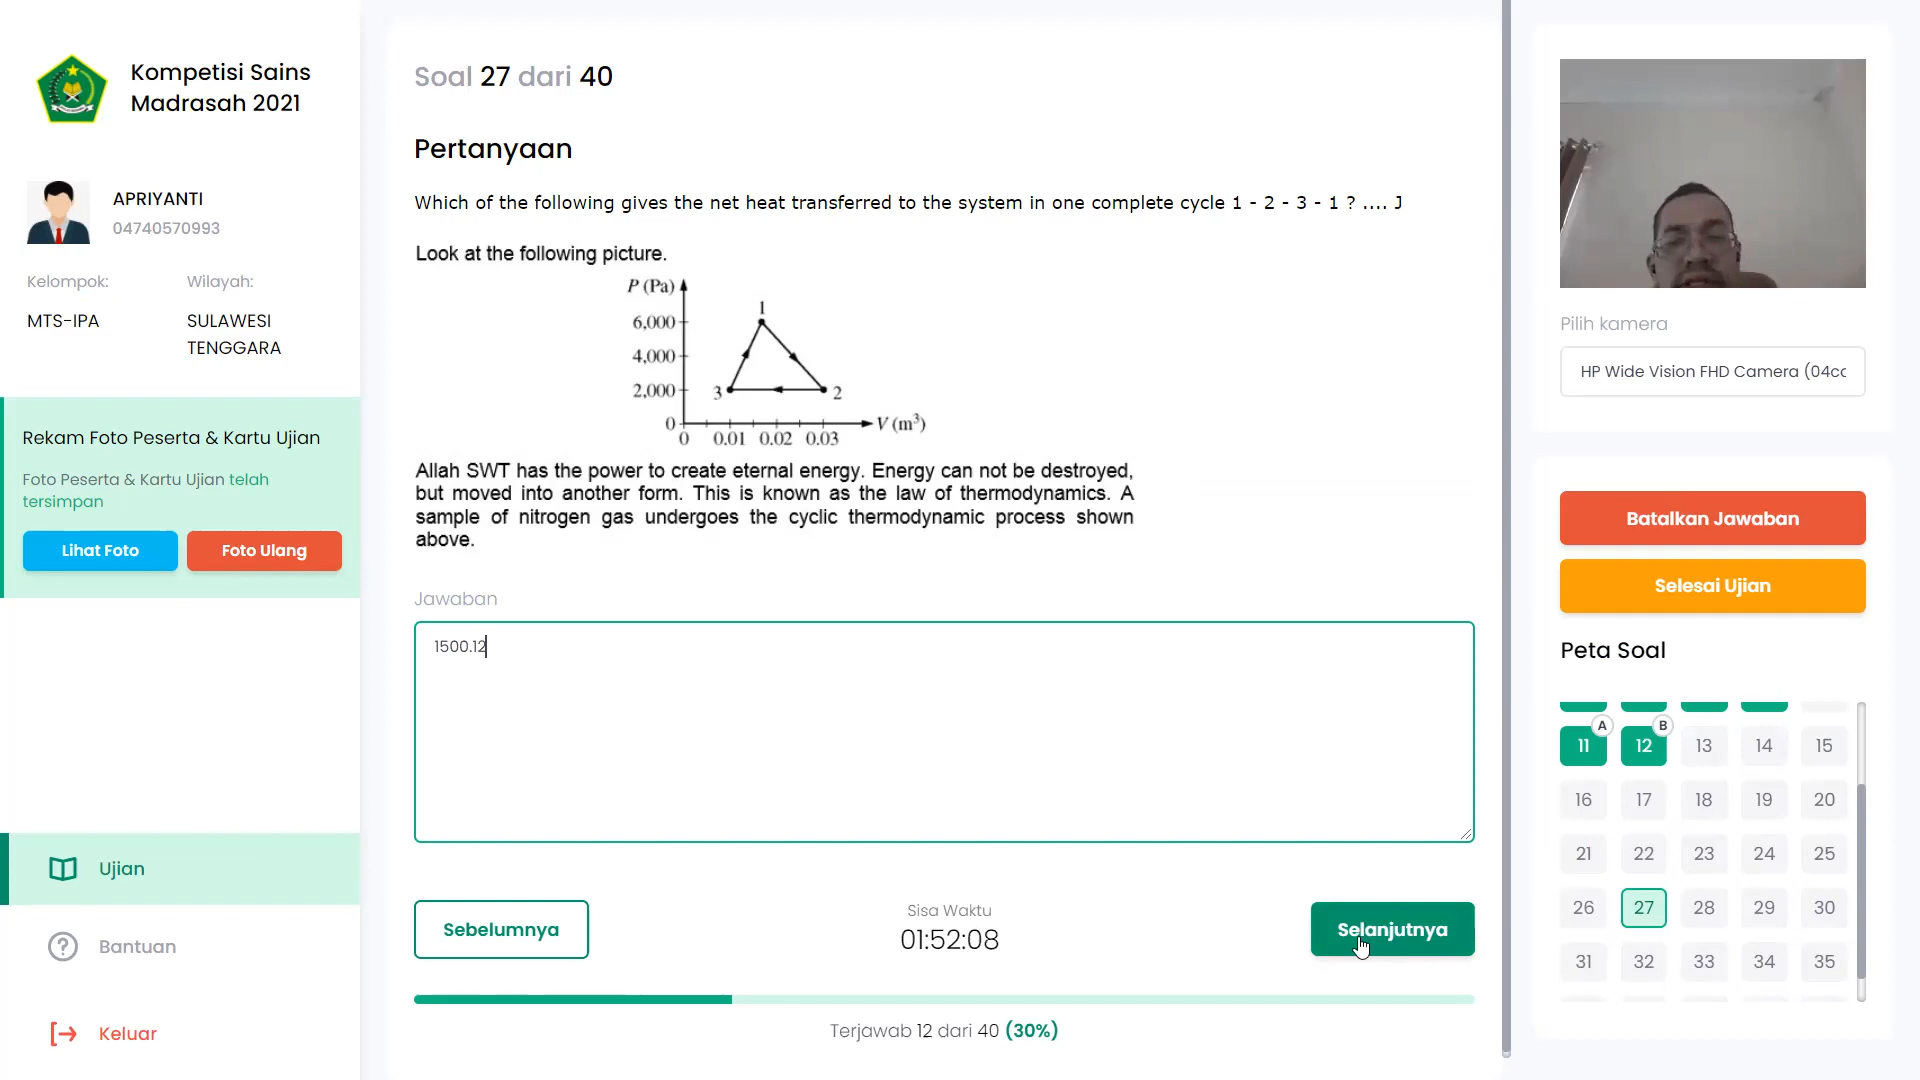 Kompetisi Sains
Madrasah 2021
APRIYANTI
04740570993
Kelompok:
Wilayah:
MTS-IPA
SULAWESI
TENGGARA
Rekam Foto Peserta & Kartu Ujian
Foto Peserta & Kartu Ujian telah
tersimpan
Lihat Foto
Foto Ulang
Ujian
Bantuan
Keluar
Soal 27 dari 40
Pertanyaan
Which of the following gives the net heat transferred to the system in one complete cycle 1 - 2 - 3 - 1 ? .... J
Look at the following picture.
P (Pa)
1
6,000
4,000
2,000
3
2
0
V (m³)
0 0.01 0.02 0.03
Allah SWT has the power to create eternal energy. Energy can not be destroyed,
but moved into another form. This is known as the law of thermodynamics. A
sample of nitrogen gas undergoes the cyclic thermodynamic process shown
above.
Jawaban
1500.12
Sebelumnya
Sisa Waktu
01:52:08
Selanjutnya
Terjawab 12 dari 40 (30%)
Pilih kamera
HP Wide Vision FHD Camera (04cc
Batalkan Jawaban
Selesai Ujian
Peta Soal
A B
11 12 13 14 15
16 17 18 19 20
21 22 23 24 25
26 27 28 29 30
31 32 33 34 35